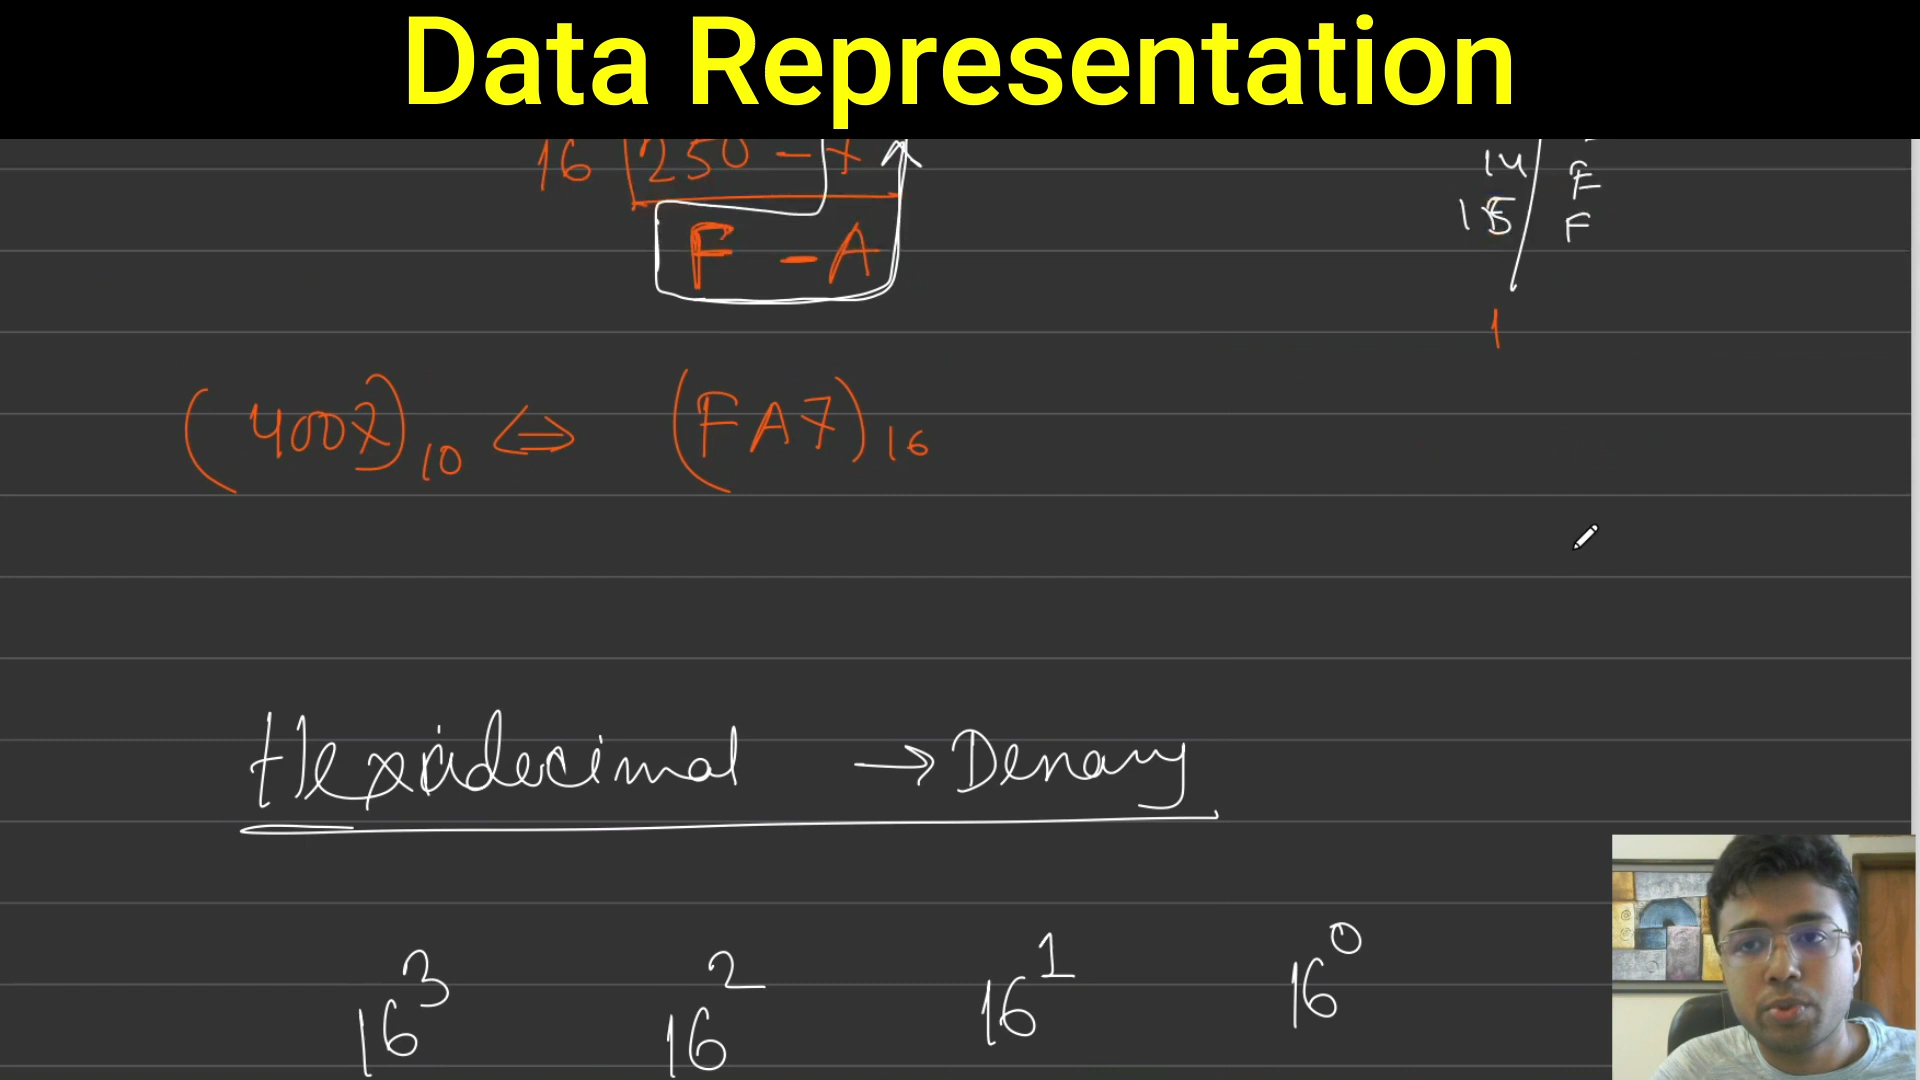 Data Representation
16 250 - 7
14 E
15 F
F - A
1
(4007)10 ⇔ (FA7)16
Hexadecimal → Denary
16^3 16^2 16^1 16^0